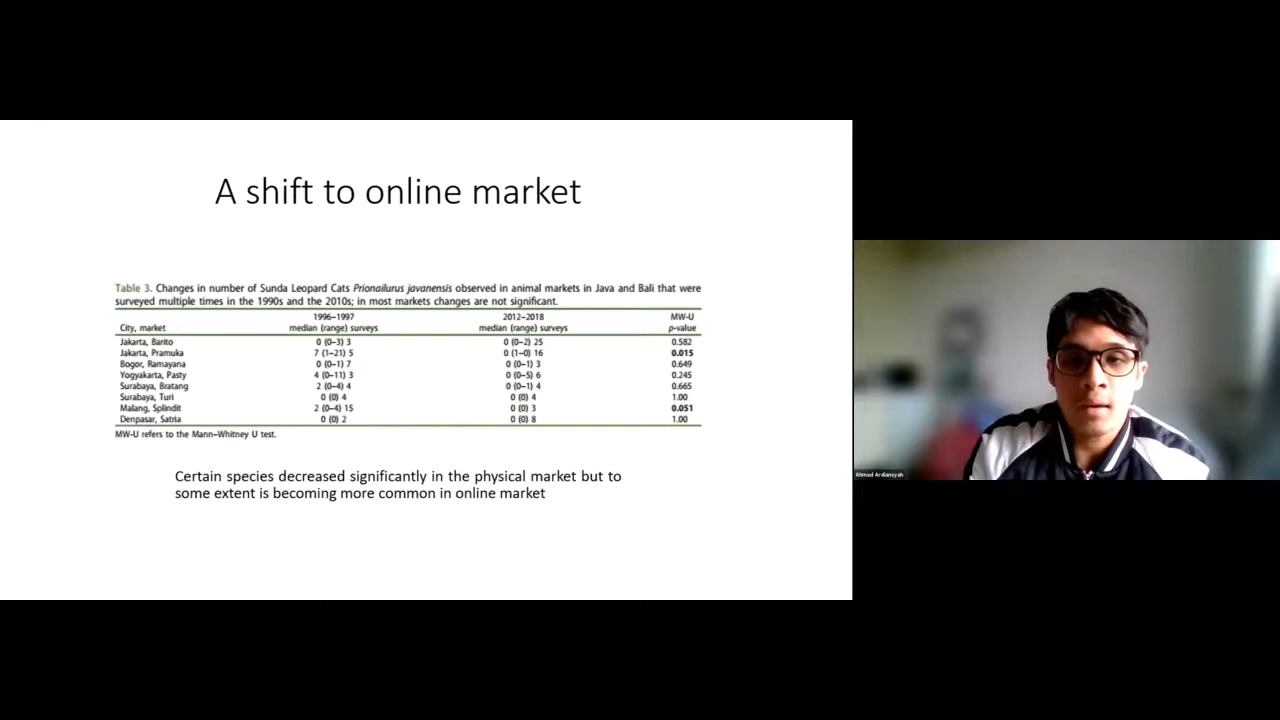 A shift to online market
Table 3. Changes in number of Sunda Leopard Cats Prionailurus javanensis observed in animal markets in Java and Bali that were
surveyed multiple times in the 1990s and the 2010s; in most markets changes are not significant.
1996–1997 2012–2018 MW-U
City, market median (range) surveys median (range) surveys p-value
Jakarta, Barito 0 (0–3) 3 0 (0–2) 25 0.582
Jakarta, Pramuka 7 (1–21) 5 0 (1–0) 16 0.015
Bogor, Ramayana 0 (0–1) 7 0 (0–1) 3 0.649
Yogyakarta, Pasty 4 (0–11) 3 0 (0–5) 6 0.245
Surabaya, Bratang 2 (0–4) 4 0 (0–1) 4 0.665
Surabaya, Turi 0 (0) 4 0 (0) 4 1.00
Malang, Splindit 2 (0–4) 15 0 (0) 3 0.051
Denpasar, Satria 0 (0) 2 0 (0) 8 1.00
MW-U refers to the Mann–Whitney U test.
Certain species decreased significantly in the physical market but to
some extent is becoming more common in online market
Ahmad Ardiansyah